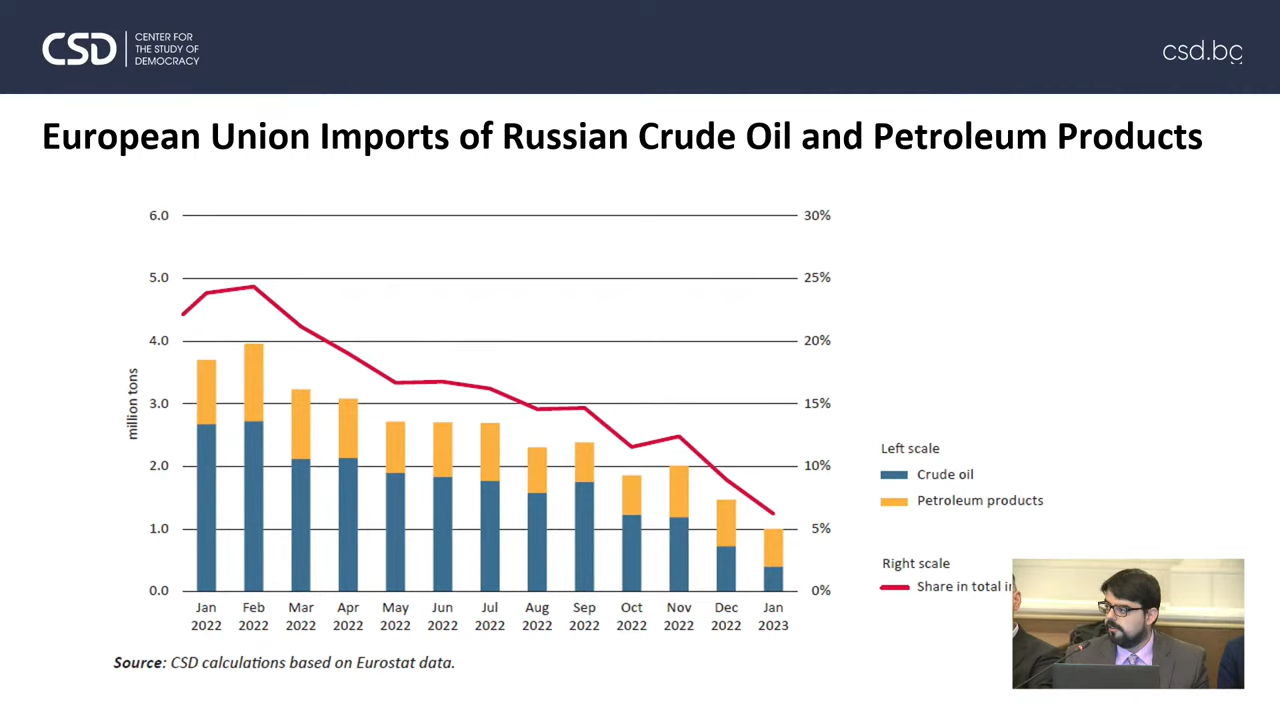 CSD
CENTER FOR
THE STUDY OF
DEMOCRACY
csd.bg
European Union Imports of Russian Crude Oil and Petroleum Products
6.0
30%
5.0
25%
4.0
20%
3.0
15%
2.0
10%
1.0
5%
0.0
0%
million tons
Jan Feb Mar Apr May Jun Jul Aug Sep Oct Nov Dec Jan
2022 2022 2022 2022 2022 2022 2022 2022 2022 2022 2022 2022 2023
Left scale
Crude oil
Petroleum products
Right scale
Share in total
Source: CSD calculations based on Eurostat data.